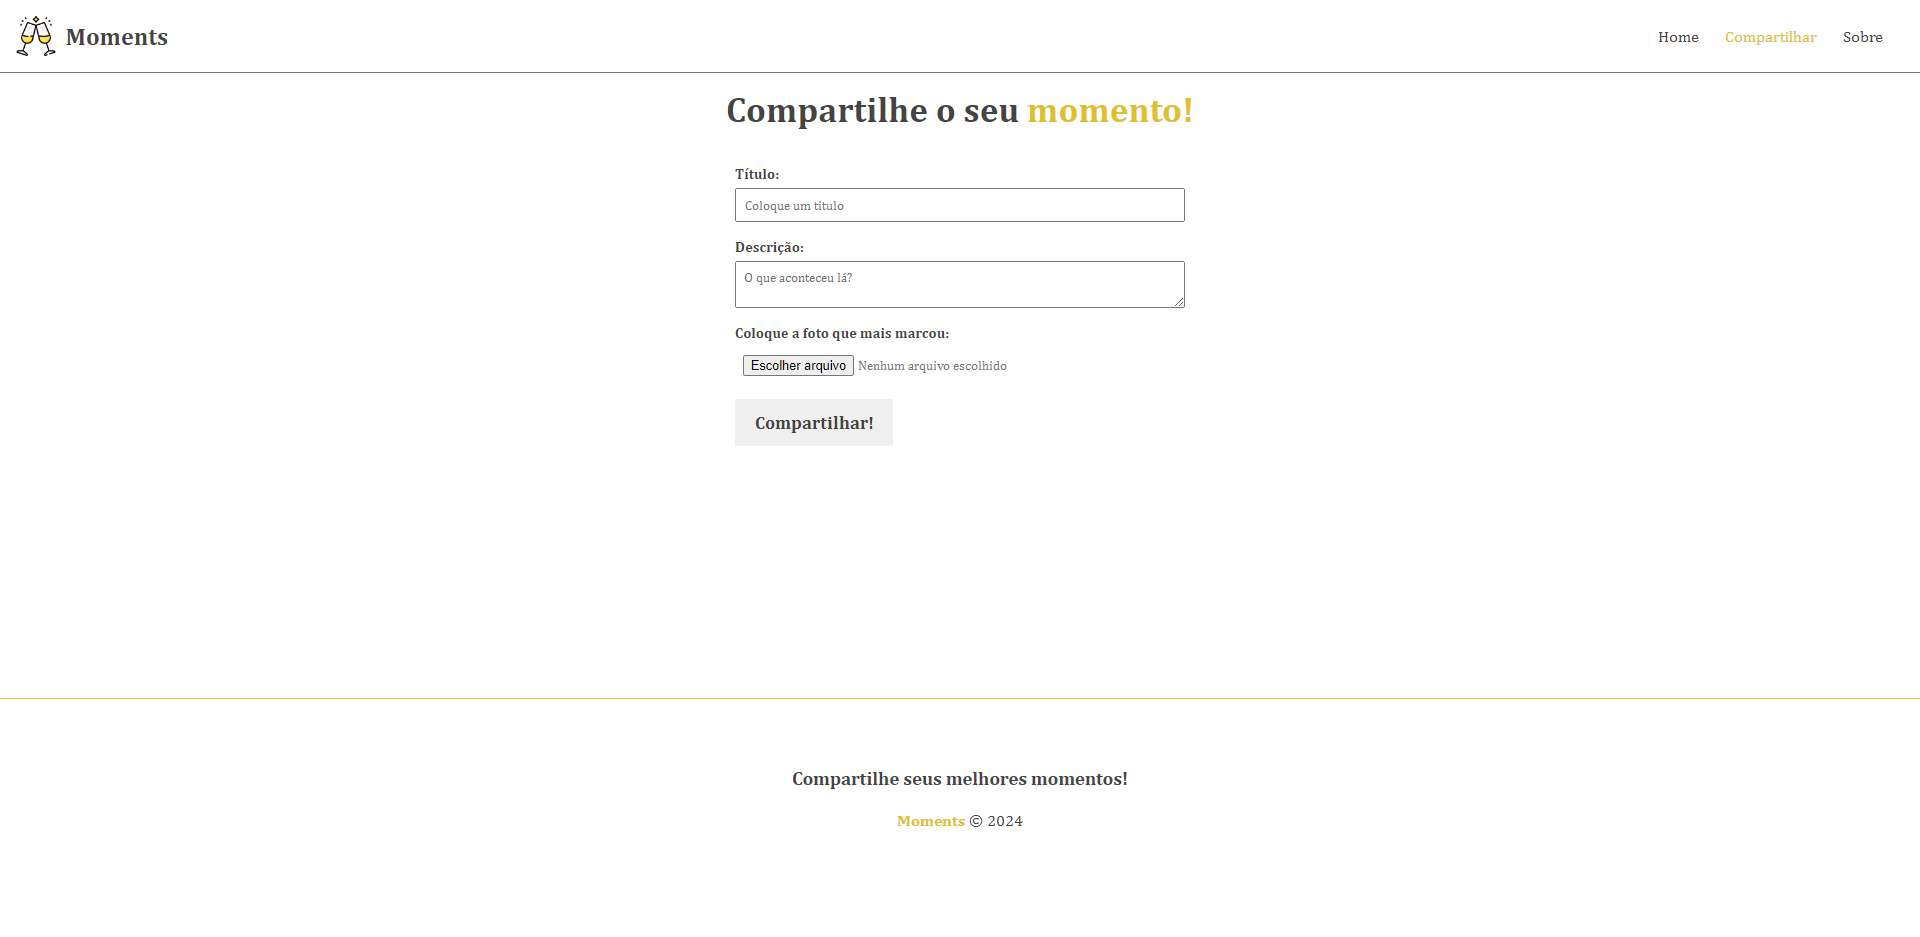 Moments
Home Compartilhar Sobre
Compartilhe o seu momento!
Título:
Coloque um titulo
Descrição:
O que aconteceu lá?
Coloque a foto que mais marcou:
Escolher arquivo Nenhum arquivo escolhido
Compartilhar!
Compartilhe seus melhores momentos!
Moments © 2024